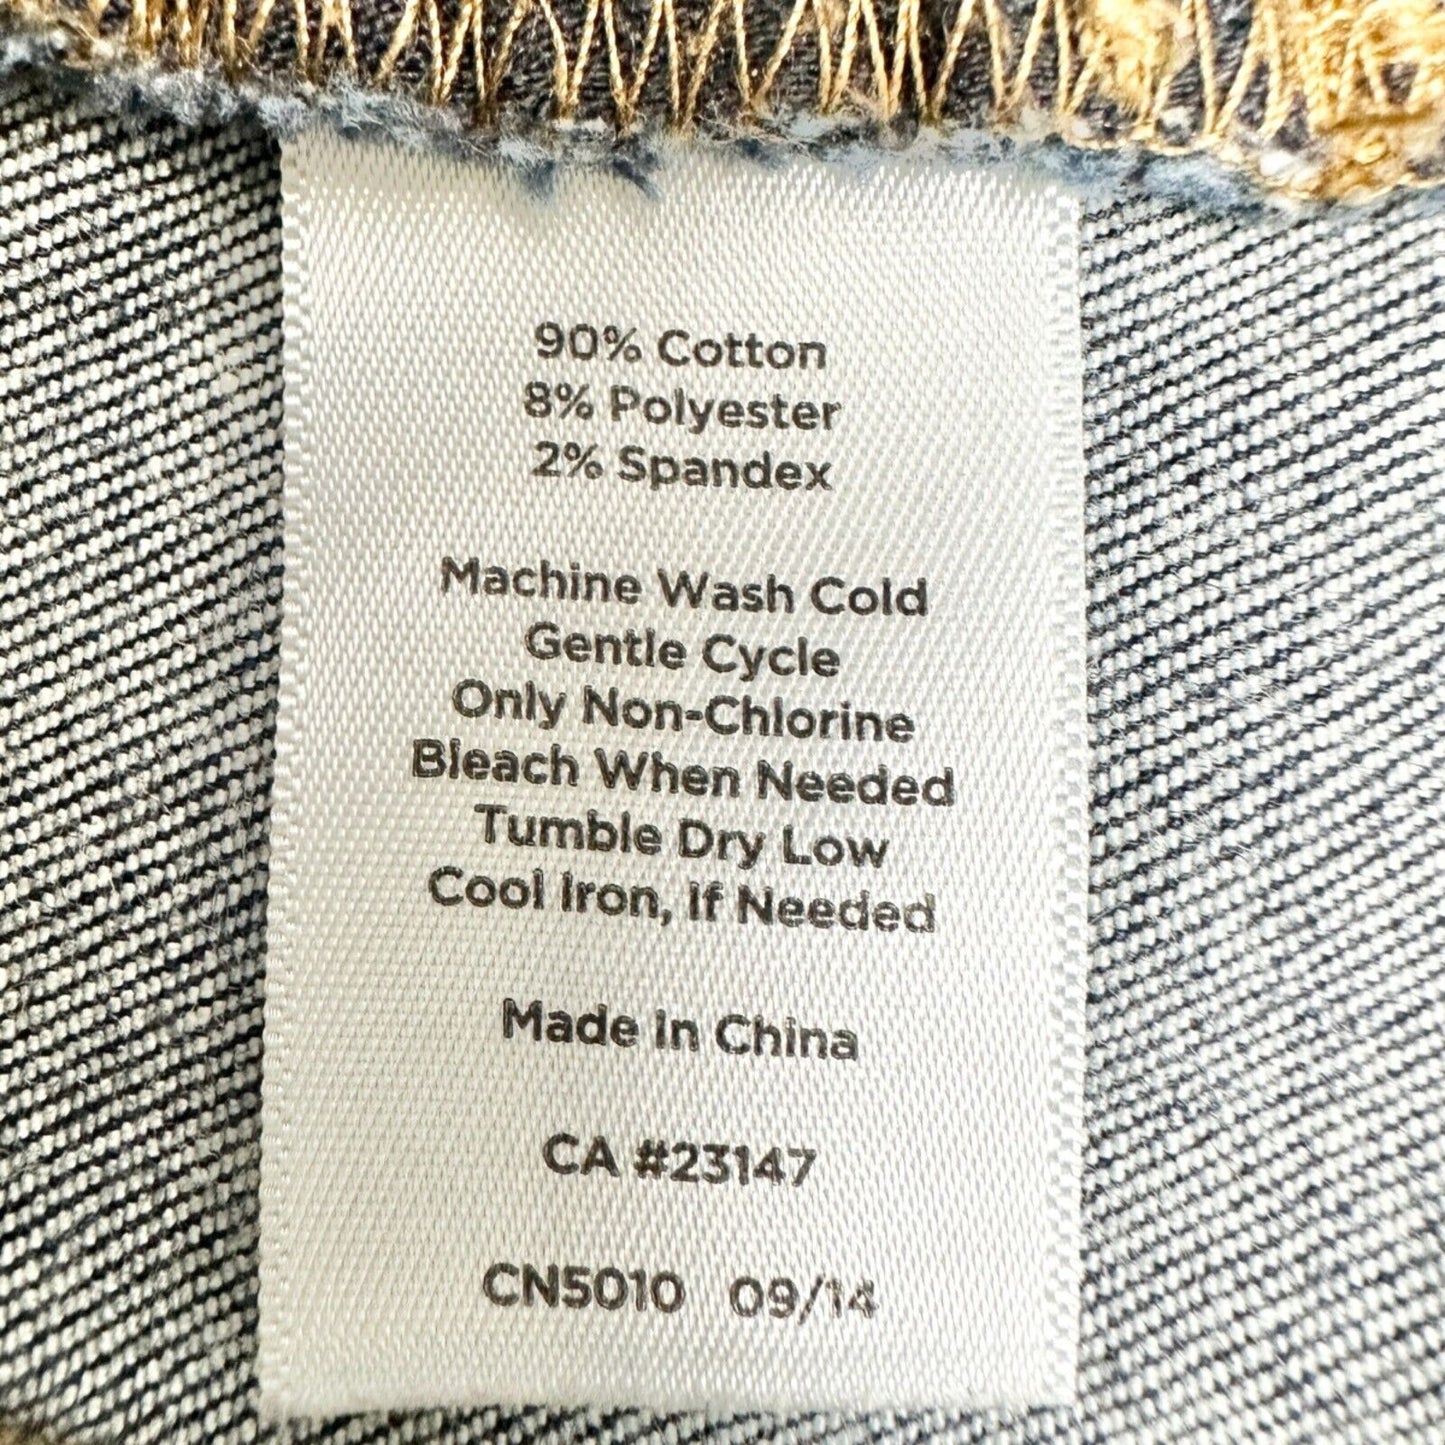 90% Cotton
8% Polyester
2% Spandex
Machine Wash Cold
Gentle Cycle
Only Non-Chlorine
Bleach When Needed
Tumble Dry Low
Cool Iron, If Needed
Made In China
CA #23147
CN5010 09/14